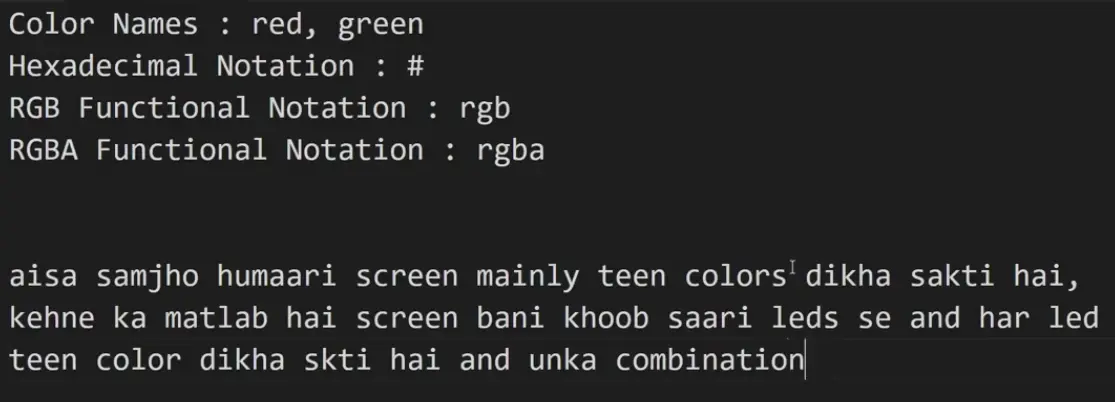 Color Names : red, green
Hexadecimal Notation : #
RGB Functional Notation : rgb
RGBA Functional Notation : rgba
aisa samjho humaari screen mainly teen colors dikha sakti hai,
kehne ka matlab hai screen bani khoob saari leds se and har led
teen color dikha skti hai and unka combination